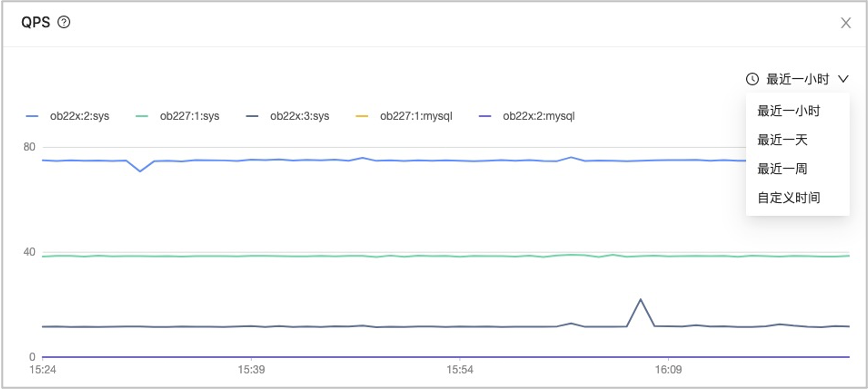 QPS ?
最近一小时
ob22x:2:sys ob227:1:sys ob22x:3:sys ob227:1:mysql ob22x:2:mysql
最近一小时
最近一天
最近一周
自定义时间
80
40
0
15:24 15:39 15:54 16:09